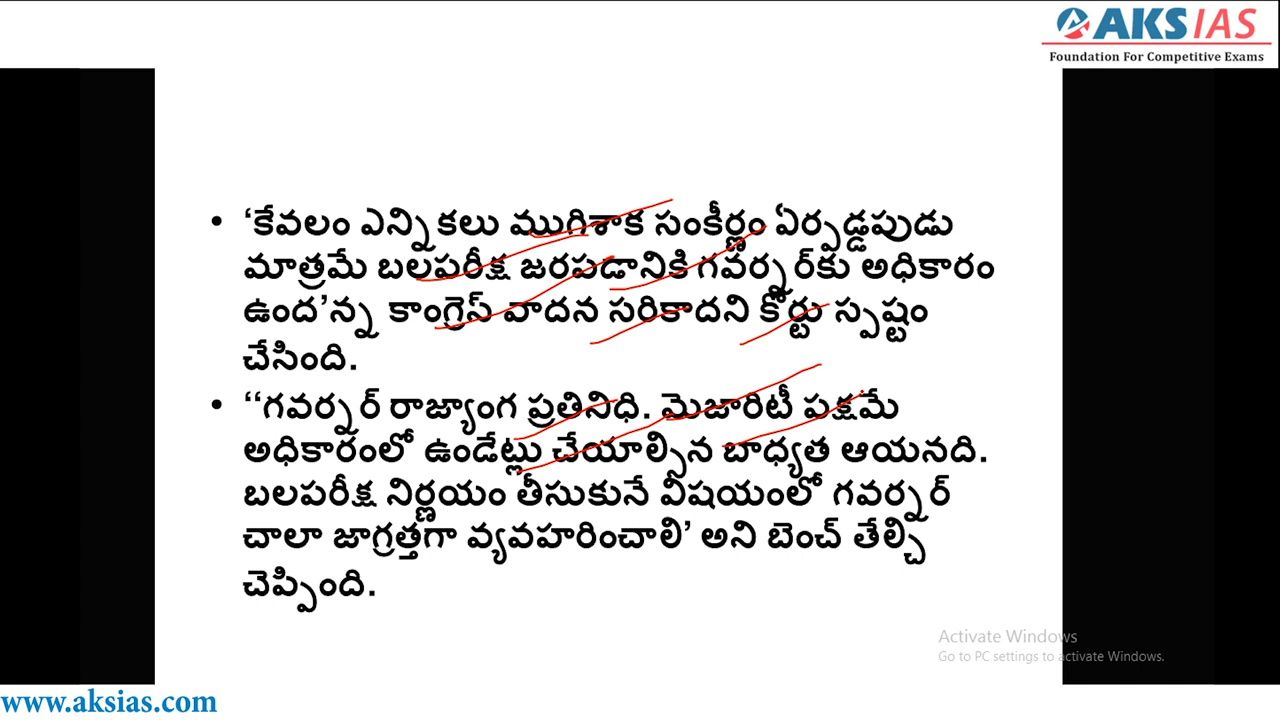 AKS IAS
Foundation For Competitive Exams
• ‘కేవలం ఎన్నికలు ముగిశాక సంకీర్ణం ఏర్పడ్డపుడు
మాత్రమే బలపరీక్ష జరపడానికి గవర్నర్‌కు అధికారం
ఉంద’న్న కాంగ్రెస్ వాదన సరికాదని కోర్టు స్పష్టం
చేసింది.
• ‘‘గవర్నర్ రాజ్యాంగ ప్రతినిధి. మెజారిటీ పక్షమే
అధికారంలో ఉండేట్లు చేయాల్సిన బాధ్యత ఆయనది.
బలపరీక్ష నిర్ణయం తీసుకునే విషయంలో గవర్నర్
చాలా జాగ్రత్తగా వ్యవహరించాలి’ అని బెంచ్ తేల్చి
చెప్పింది.
Activate Windows
Go to PC settings to activate Windows.
www.aksias.com